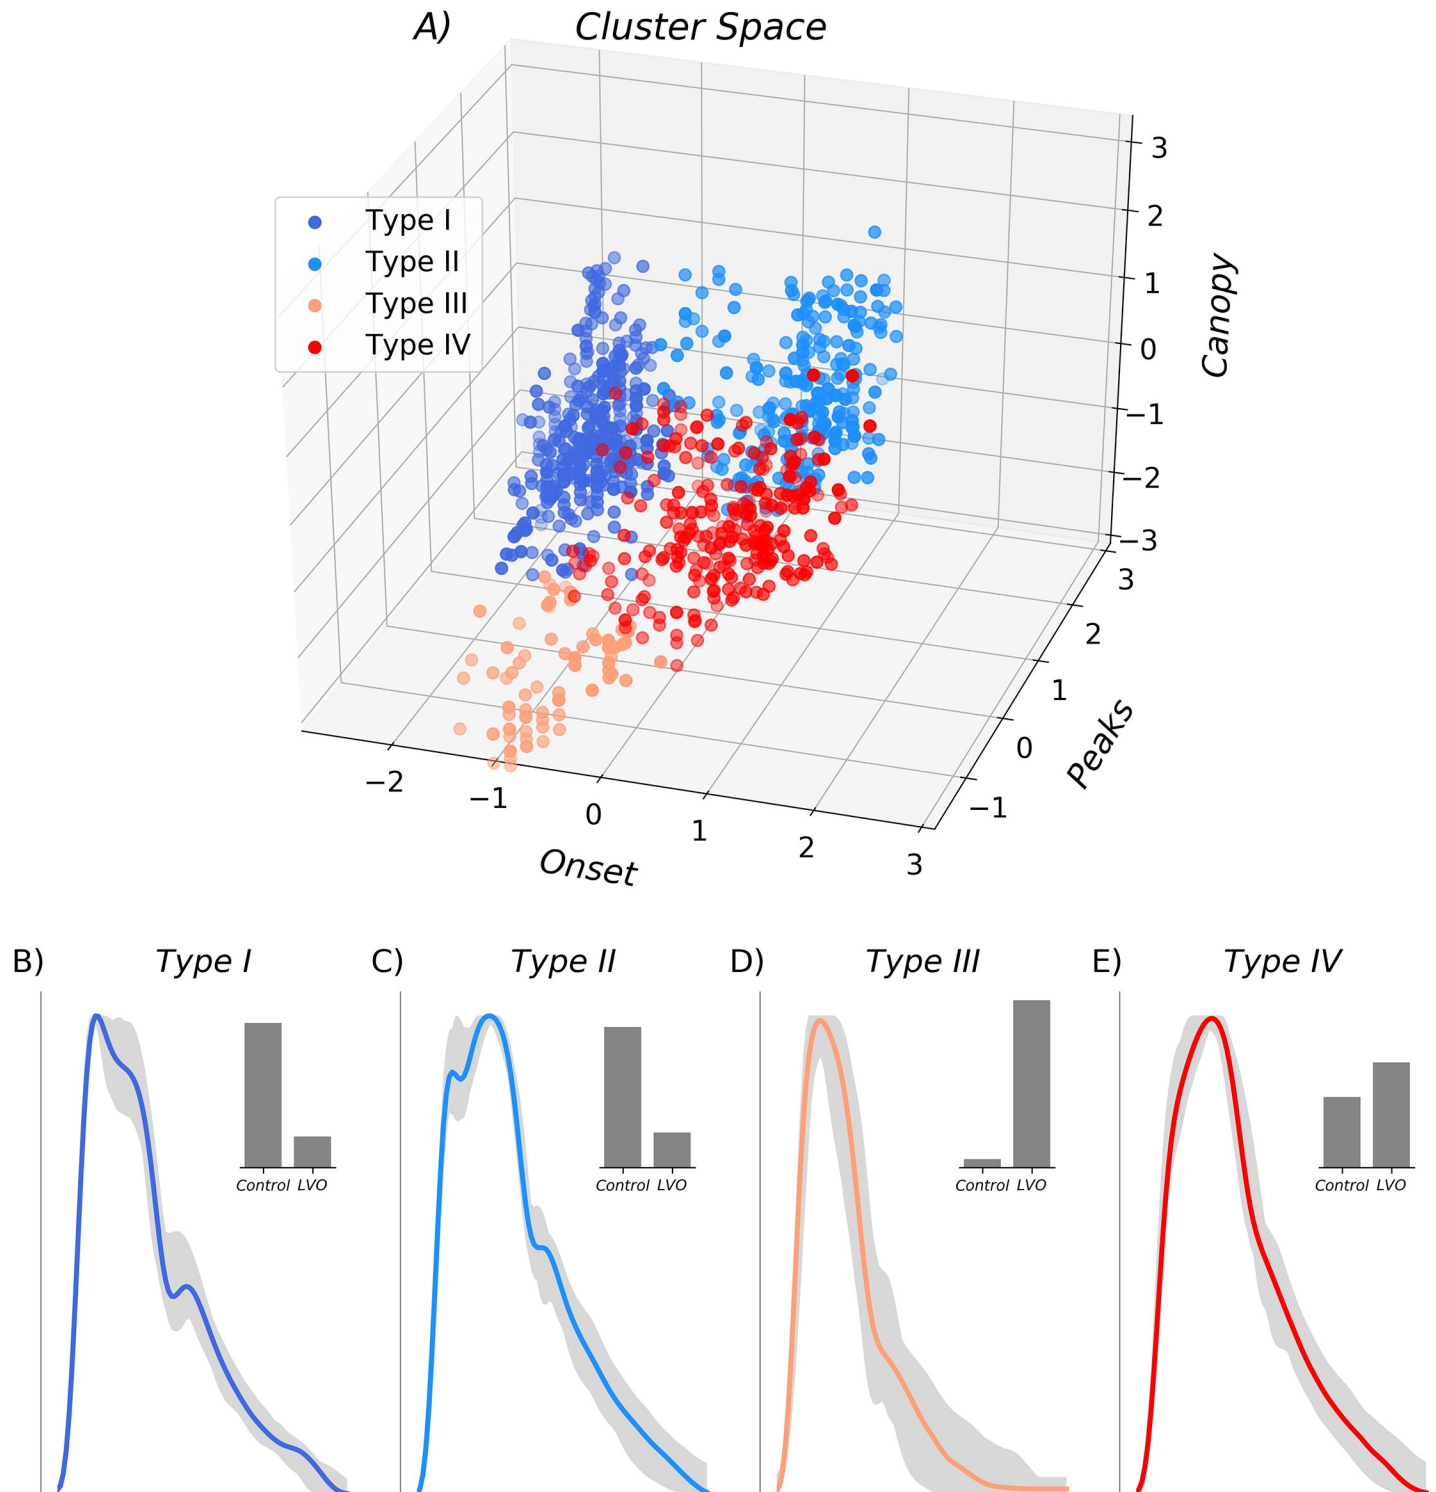 A) Cluster Space
Type I
Type II
Type III
Type IV
3
2
1
0
−1
−2
−3
Canopy
3
2
1
0
−1
Peaks
−2
−1
0
1
2
3
Onset
B) Type I
C) Type II
D) Type III
E) Type IV
Control LVO
Control LVO
Control LVO
Control LVO